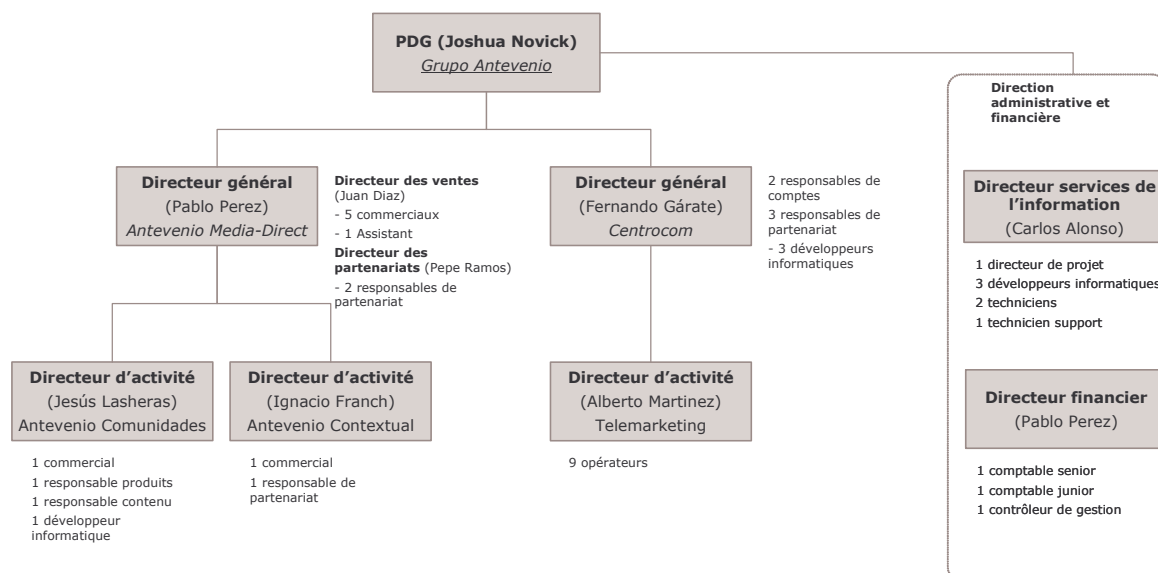 PDG (Joshua Novick)
Grupo Antevenio
Direction
administrative et
financière
Directeur général
(Pablo Perez)
Antevenio Media-Direct
Directeur des ventes
(Juan Diaz)
- 5 commerciaux
- 1 Assistant
Directeur des
partenariats (Pepe Ramos)
- 2 responsables de
partenariat
Directeur général
(Fernando Gárate)
Centrocom
2 responsables de
comptes
3 responsables de
partenariat
- 3 développeurs
informatiques
Directeur services de
l’information
(Carlos Alonso)
1 directeur de projet
3 développeurs informatiques
2 techniciens
1 technicien support
Directeur d’activité
(Jesús Lasheras)
Antevenio Comunidades
1 commercial
1 responsable produits
1 responsable contenu
1 développeur
informatique
Directeur d’activité
(Ignacio Franch)
Antevenio Contextual
1 commercial
1 responsable de
partenariat
Directeur d’activité
(Alberto Martinez)
Telemarketing
9 opérateurs
Directeur financier
(Pablo Perez)
1 comptable senior
1 comptable junior
1 contrôleur de gestion